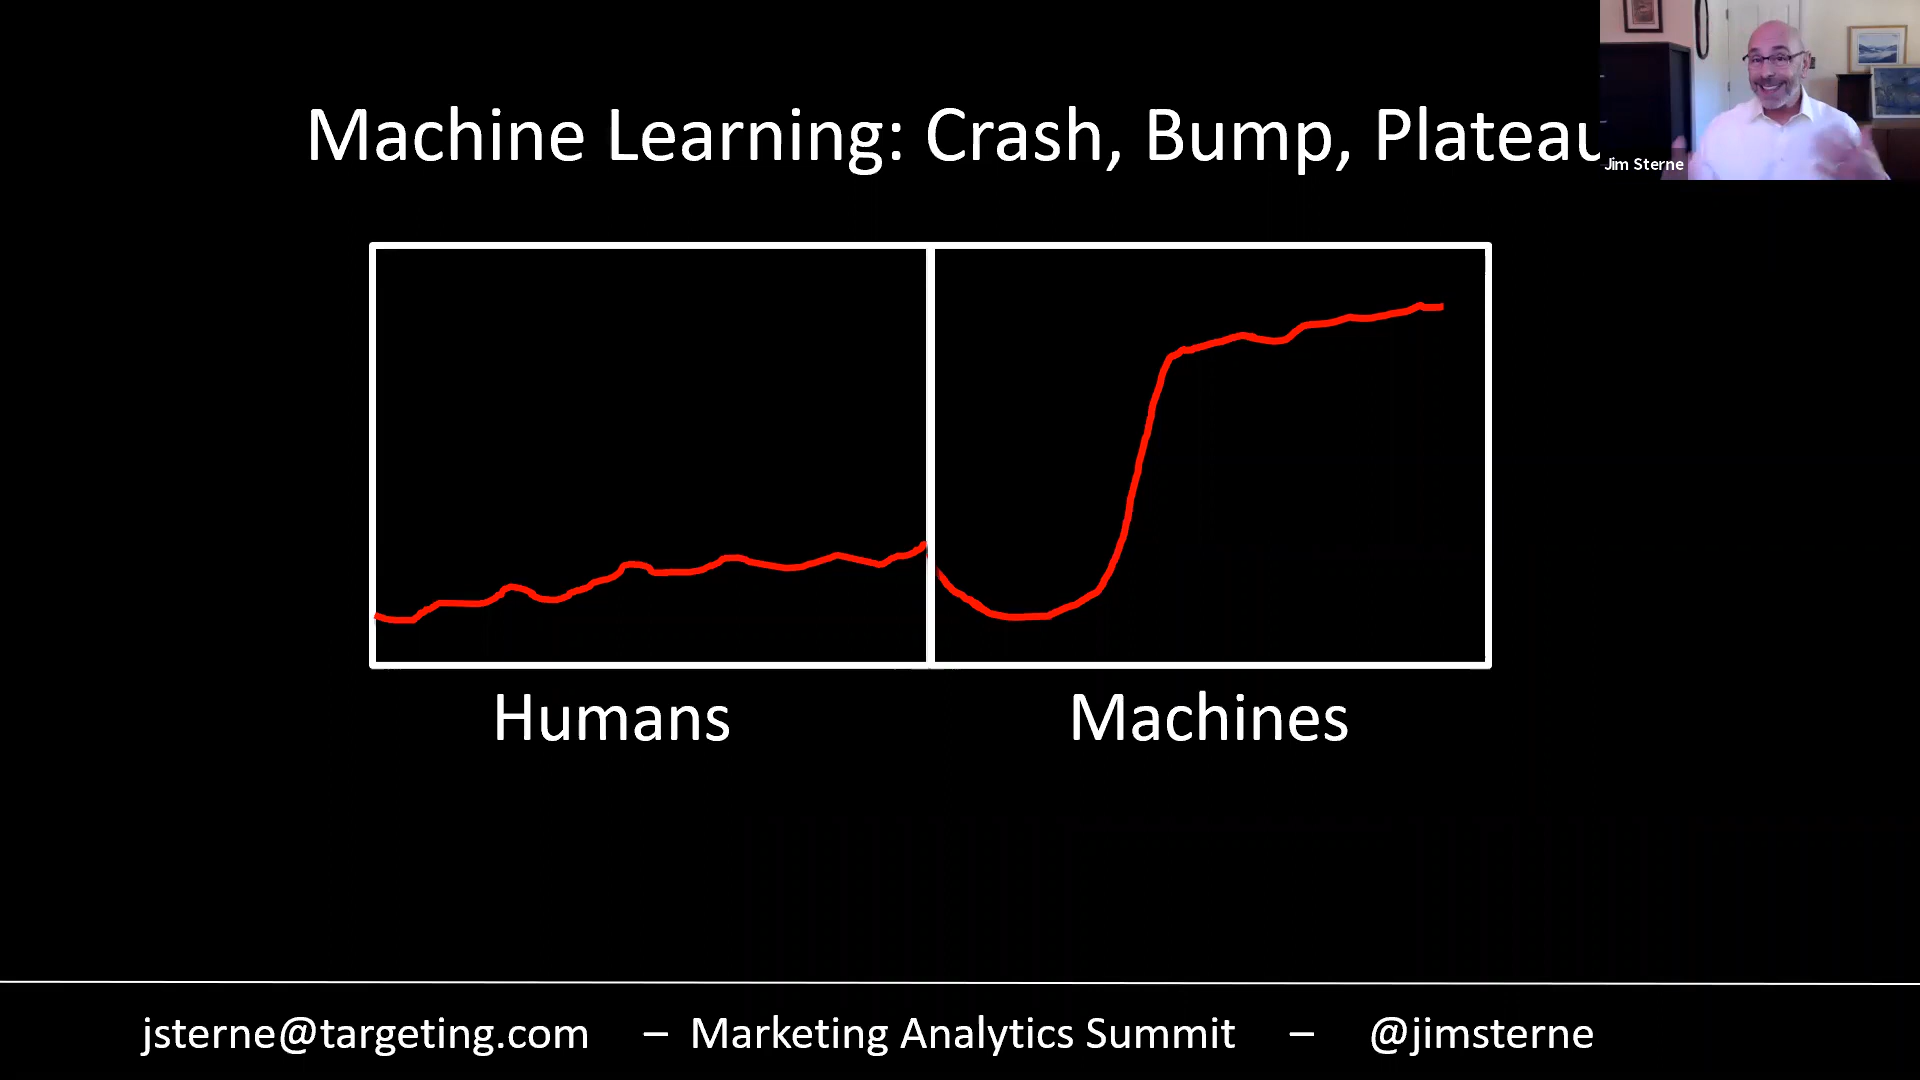 Machine Learning: Crash, Bump, Plateau
Jim Sterne
Humans
Machines
jsterne@targeting.com – Marketing Analytics Summit – @jimsterne